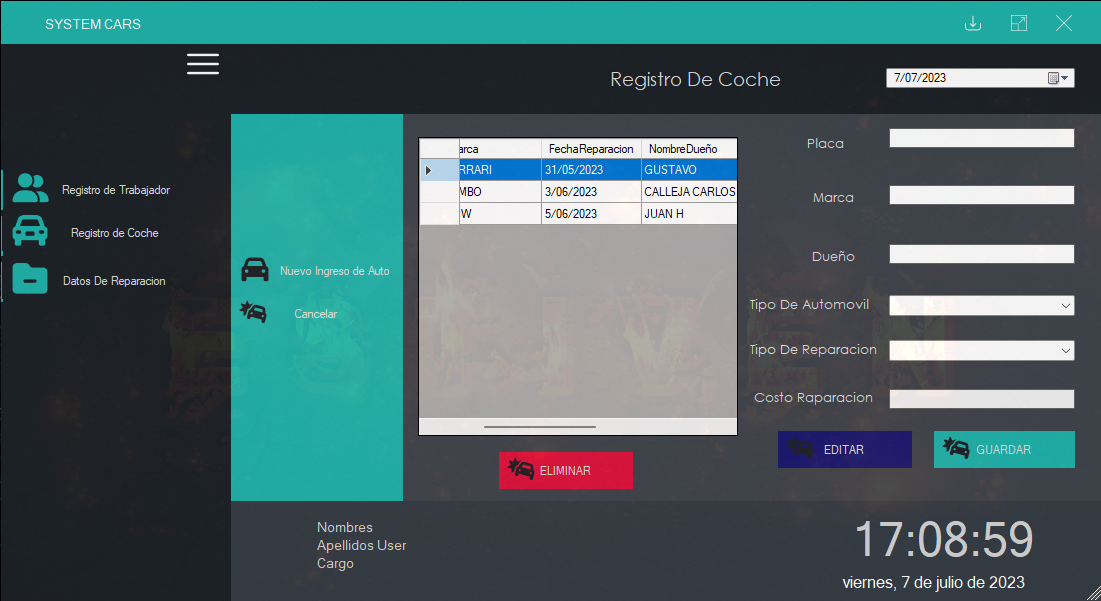 SYSTEM CARS
Registro De Coche
7/07/2023
Registro de Trabajador
Registro de Coche
Datos De Reparacion
Nuevo Ingreso de Auto
Cancelar
arca FechaReparacion NombreDueño
RRARI 31/05/2023 GUSTAVO
MBO 3/06/2023 CALLEJA CARLOS
W 5/06/2023 JUAN H
ELIMINAR
Placa
Marca
Dueño
Tipo De Automovil
Tipo De Reparacion
Costo Raparacion
EDITAR
GUARDAR
Nombres
Apellidos User
Cargo
17:08:59
viernes, 7 de julio de 2023